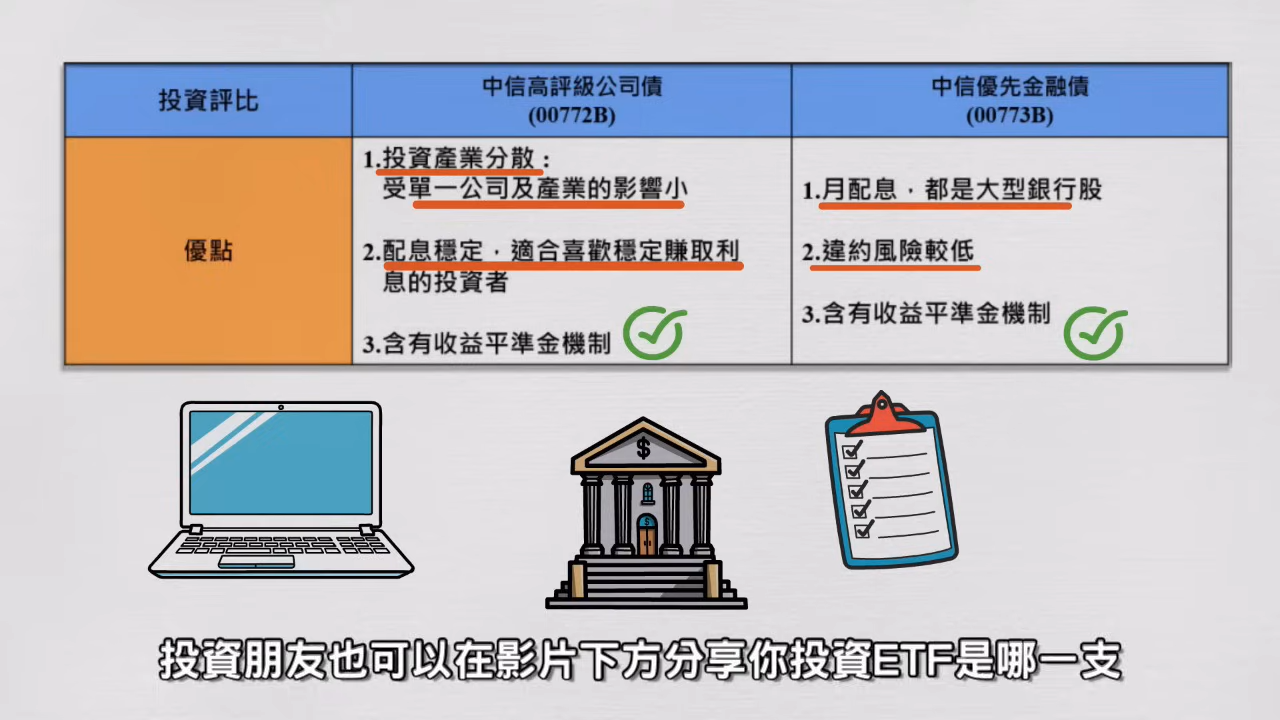 投資評比
中信高評級公司債
(00772B)
中信優先金融債
(00773B)
優點
1.投資產業分散：
受單一公司及產業的影響小
2.配息穩定，適合喜歡穩定賺取利
息的投資者
3.含有收益平準金機制
1.月配息，都是大型銀行股
2.違約風險較低
3.含有收益平準金機制
$
$
投資朋友也可以在影片下方分享你投資ETF是哪一支